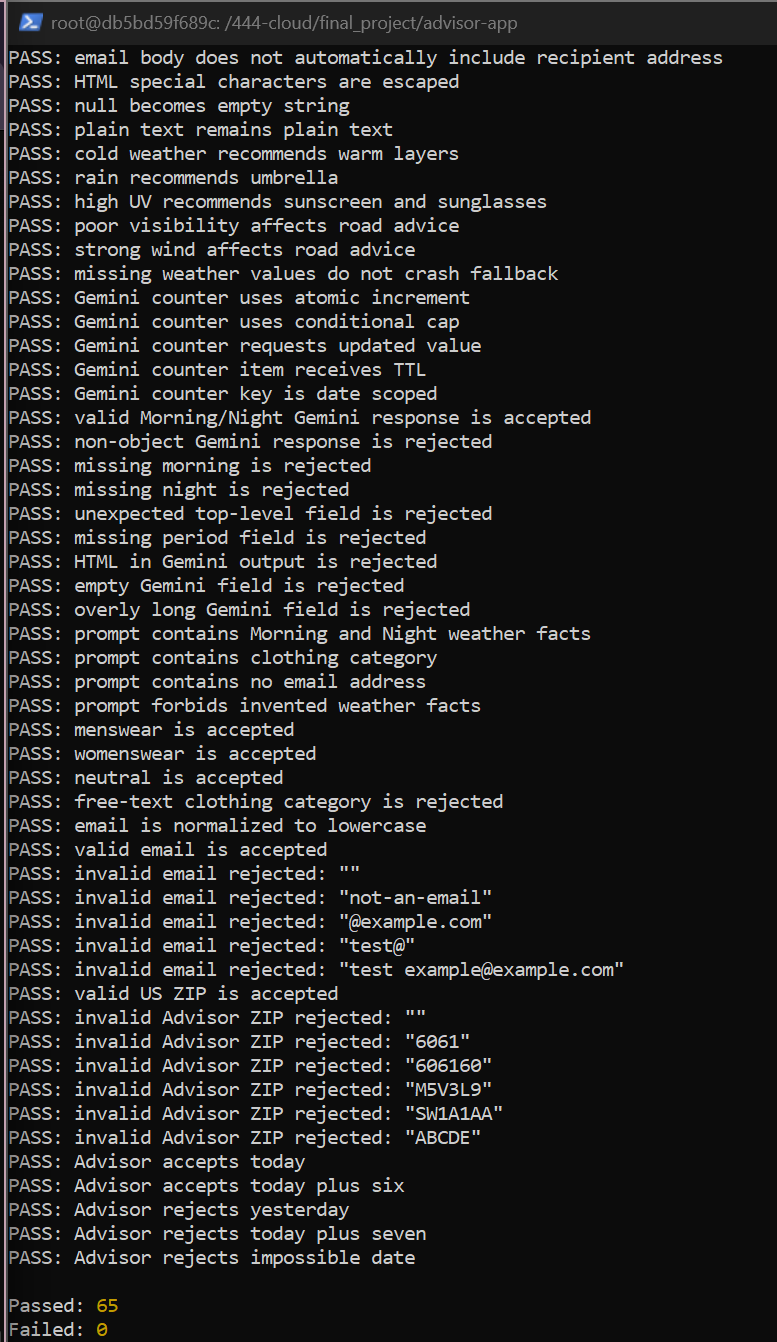 root@db5bd59f689c: /444-cloud/final_project/advisor-app
PASS: email body does not automatically include recipient address
PASS: HTML special characters are escaped
PASS: null becomes empty string
PASS: plain text remains plain text
PASS: cold weather recommends warm layers
PASS: rain recommends umbrella
PASS: high UV recommends sunscreen and sunglasses
PASS: poor visibility affects road advice
PASS: strong wind affects road advice
PASS: missing weather values do not crash fallback
PASS: Gemini counter uses atomic increment
PASS: Gemini counter uses conditional cap
PASS: Gemini counter requests updated value
PASS: Gemini counter item receives TTL
PASS: Gemini counter key is date scoped
PASS: valid Morning/Night Gemini response is accepted
PASS: non-object Gemini response is rejected
PASS: missing morning is rejected
PASS: missing night is rejected
PASS: unexpected top-level field is rejected
PASS: missing period field is rejected
PASS: HTML in Gemini output is rejected
PASS: empty Gemini field is rejected
PASS: overly long Gemini field is rejected
PASS: prompt contains Morning and Night weather facts
PASS: prompt contains clothing category
PASS: prompt contains no email address
PASS: prompt forbids invented weather facts
PASS: menswear is accepted
PASS: womenswear is accepted
PASS: neutral is accepted
PASS: free-text clothing category is rejected
PASS: email is normalized to lowercase
PASS: valid email is accepted
PASS: invalid email rejected: ""
PASS: invalid email rejected: "not-an-email"
PASS: invalid email rejected: "@example.com"
PASS: invalid email rejected: "test@"
PASS: invalid email rejected: "test example@example.com"
PASS: valid US ZIP is accepted
PASS: invalid Advisor ZIP rejected: ""
PASS: invalid Advisor ZIP rejected: "6061"
PASS: invalid Advisor ZIP rejected: "606160"
PASS: invalid Advisor ZIP rejected: "M5V3L9"
PASS: invalid Advisor ZIP rejected: "SW1A1AA"
PASS: invalid Advisor ZIP rejected: "ABCDE"
PASS: Advisor accepts today
PASS: Advisor accepts today plus six
PASS: Advisor rejects yesterday
PASS: Advisor rejects today plus seven
PASS: Advisor rejects impossible date
Passed: 65
Failed: 0